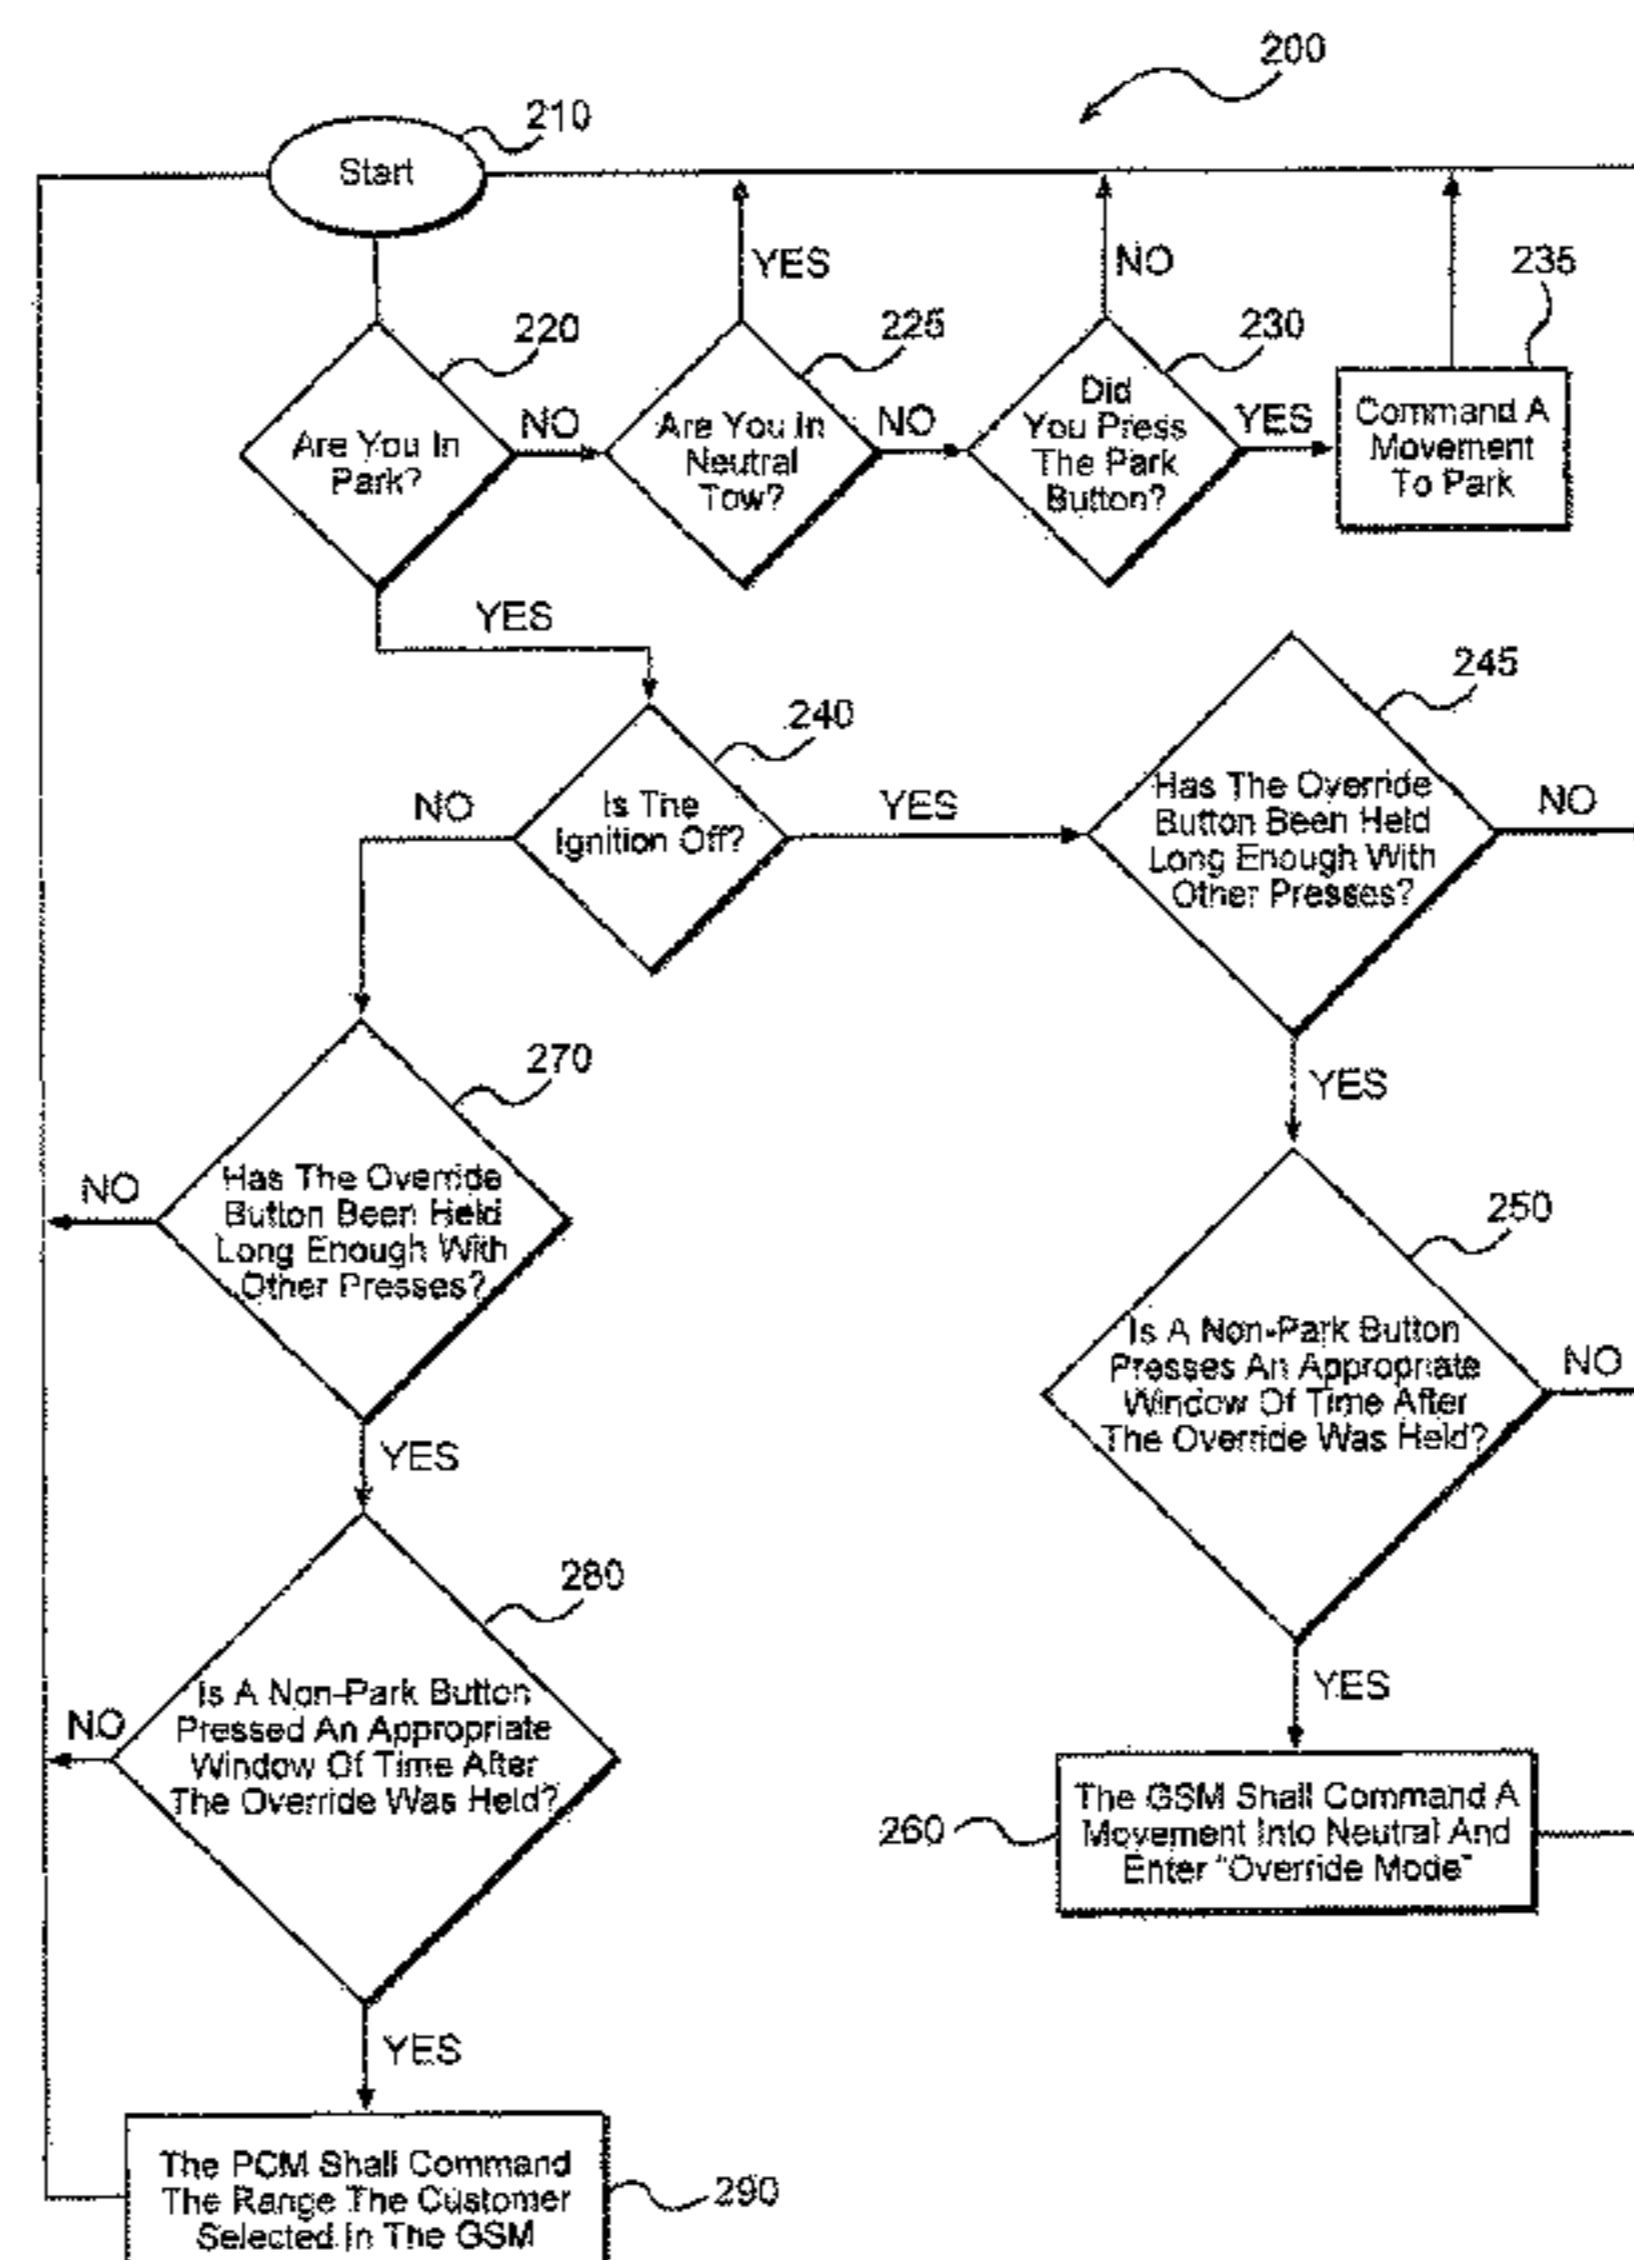 200
210
Start
YES
NO
235
220
225
230
Are You In
Park?
NO
Are You In
Neutral
Tow?
NO
Did
You Press
The Park
Button?
YES
Command A
Movement
To Park
YES
240
245
NO
Is The
Ignition Off?
YES
Has The Override
Button Been Held
Long Enough With
Other Presses?
NO
270
YES
NO
Has The Override
Button Been Held
Long Enough With
Other Presses?
250
Is A Non-Park Button
Presses An Appropriate
Window Of Time After
The Override Was Held?
NO
YES
280
NO
Is A Non-Park Button
Pressed An Appropriate
Window Of Time After
The Override Was Held?
YES
260
The GSM Shall Command A
Movement Into Neutral And
Enter "Override Mode"
YES
The PCM Shall Command
The Range The Customer
Selected In The GSM
290